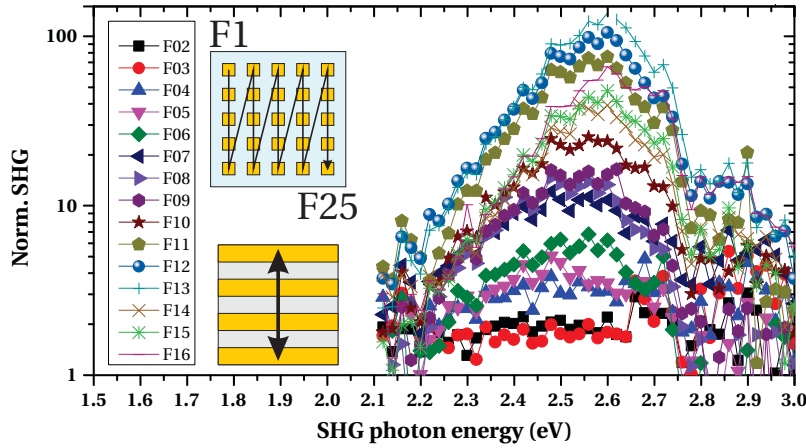 Norm. SHG
100
10
1
F02
F03
F04
F05
F06
F07
F08
F09
F10
F11
F12
F13
F14
F15
F16
F1
F25
1.5 1.6 1.7 1.8 1.9 2.0 2.1 2.2 2.3 2.4 2.5 2.6 2.7 2.8 2.9 3.0
SHG photon energy (eV)